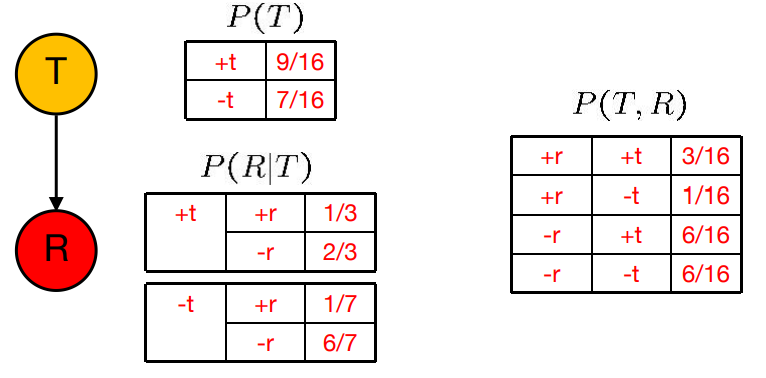 T
R
P(T)
+t 9/16
-t 7/16
P(R|T)
+t +r 1/3
-r 2/3
-t +r 1/7
-r 6/7
P(T, R)
+r +t 3/16
+r -t 1/16
-r +t 6/16
-r -t 6/16